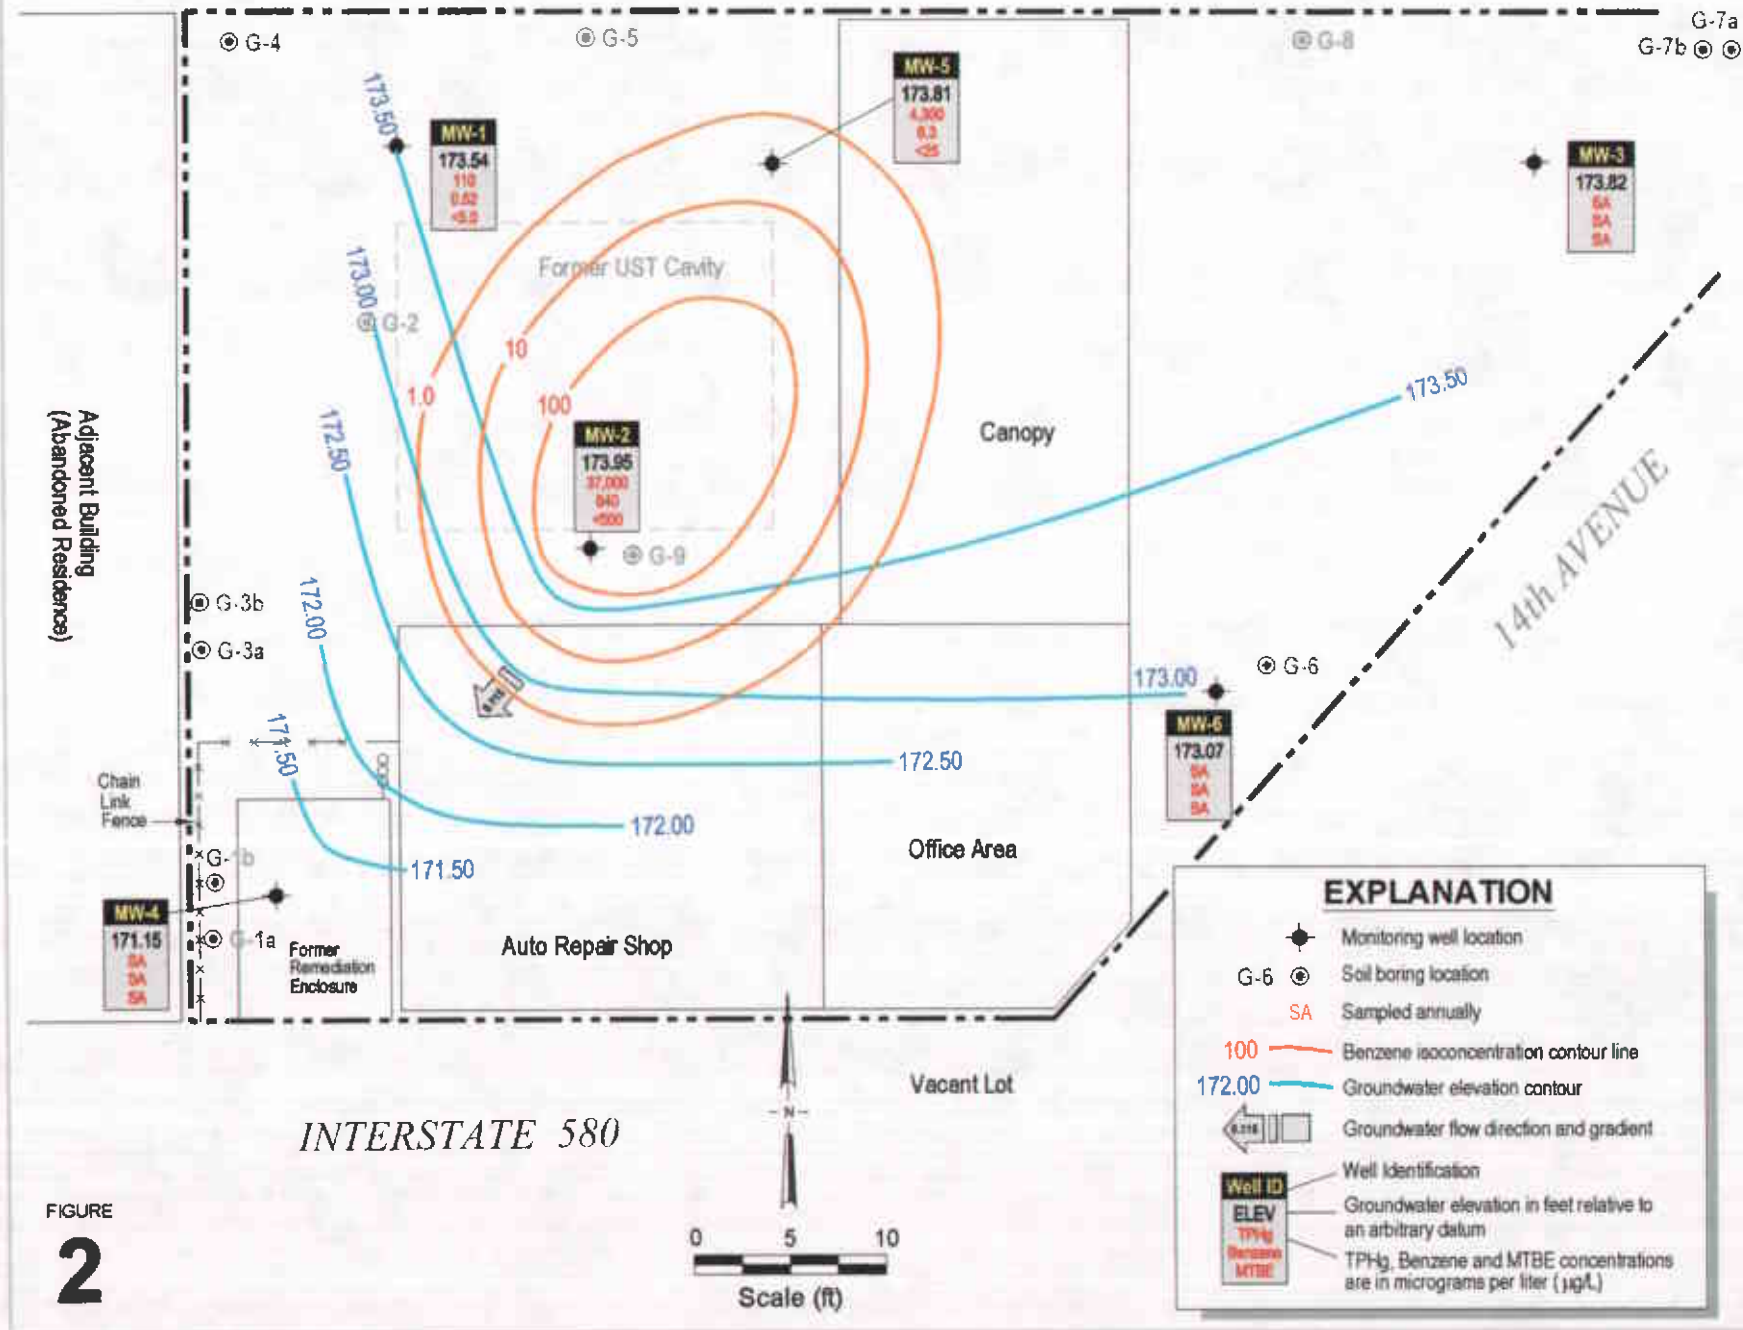 G-4
G-5
G-8
G-7a
G-7b
MW-5
173.81
4,300
<25
173.50
MW-1
173.54
110
0.52
<5.0
MW-3
173.82
SA
SA
SA
Former UST Cavity
173.00
G-2
10
1.0
100
173.50
172.50
MW-2
173.95
37,000
<500
Canopy
Adjacent Building
(Abandoned Residence)
G-9
14th AVENUE
G-3b
G-3a
172.00
G-6
173.00
MW-6
173.07
SA
SA
SA
171.50
172.50
Chain
Link
Fence
172.00
171.50
Office Area
G-1b
MW-4
171.15
SA
SA
SA
G-1a
Former
Remediation
Enclosure
Auto Repair Shop
EXPLANATION
Monitoring well location
G-6 Soil boring location
SA Sampled annually
100 Benzene isoconcentration contour line
172.00 Groundwater elevation contour
Groundwater flow direction and gradient
Well Identification
Well ID
ELEV
TPHg
Benzene
MTBE
Groundwater elevation in feet relative to
an arbitrary datum
TPHg, Benzene and MTBE concentrations
are in micrograms per liter (µg/L)
Vacant Lot
N
INTERSTATE 580
FIGURE
2
0 5 10
Scale (ft)